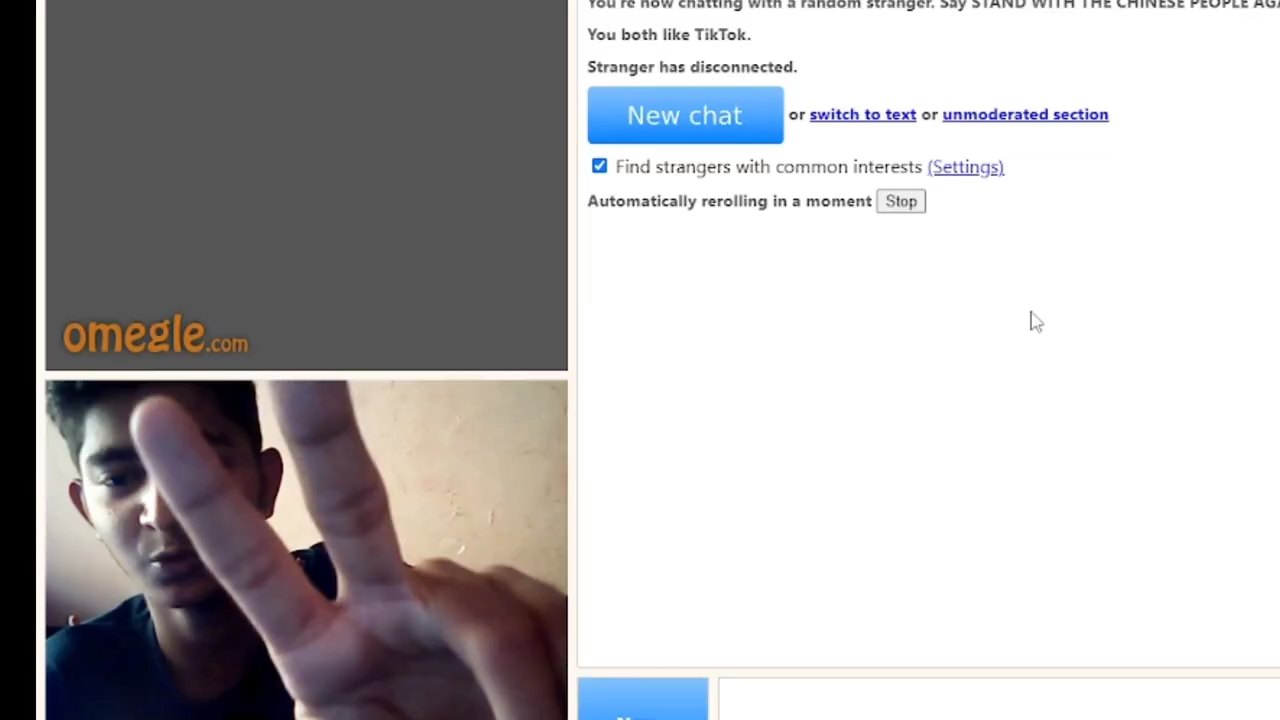 You're now chatting with a random stranger. Say STAND WITH THE CHINESE PEOPLE
You both like TikTok.
Stranger has disconnected.
New chat or switch to text or unmoderated section
Find strangers with common interests (Settings)
Automatically rerolling in a moment Stop
omegle.com